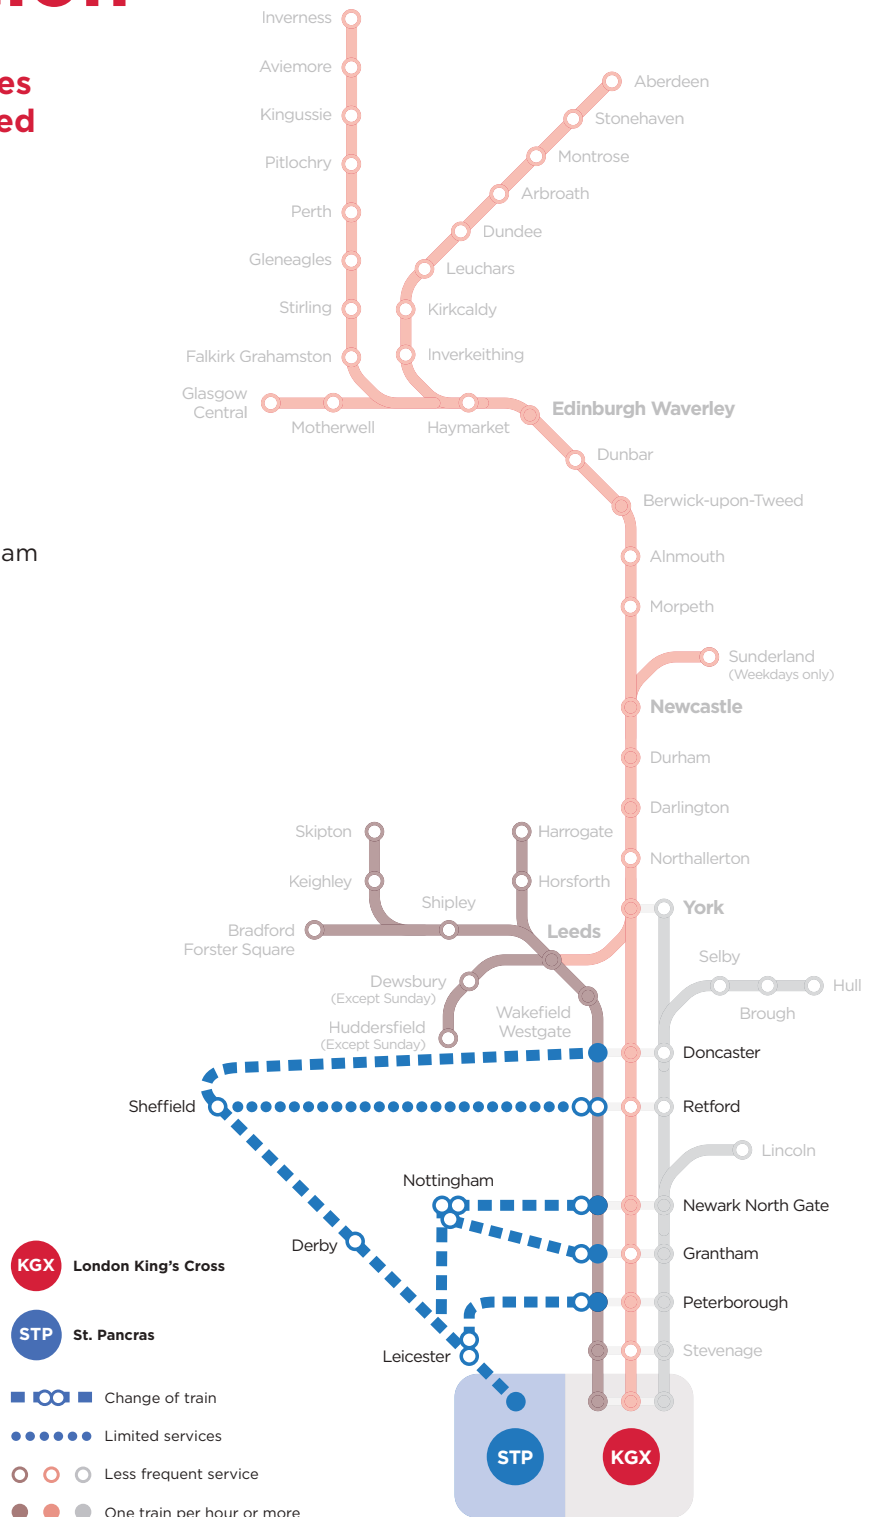 es
ed
am
Inverness
Aviemore
Kingussie
Pitlochry
Perth
Gleneagles
Stirling
Falkirk Grahamston
Glasgow
Central
Motherwell
Haymarket
Aberdeen
Stonehaven
Montrose
Arbroath
Dundee
Leuchars
Kirkcaldy
Inverkeithing
Edinburgh Waverley
Dunbar
Berwick-upon-Tweed
Alnmouth
Morpeth
Sunderland
(Weekdays only)
Newcastle
Durham
Darlington
Northallerton
York
Skipton
Keighley
Shipley
Bradford
Forster Square
Harrogate
Horsforth
Leeds
Dewsbury
(Except Sunday)
Huddersfield
(Except Sunday)
Wakefield
Westgate
Selby
Brough
Hull
Doncaster
Sheffield
Retford
Lincoln
Nottingham
Newark North Gate
Derby
Grantham
Peterborough
Leicester
Stevenage
STP
KGX
KGX London King's Cross
STP St. Pancras
Change of train
Limited services
Less frequent service
One train per hour or more